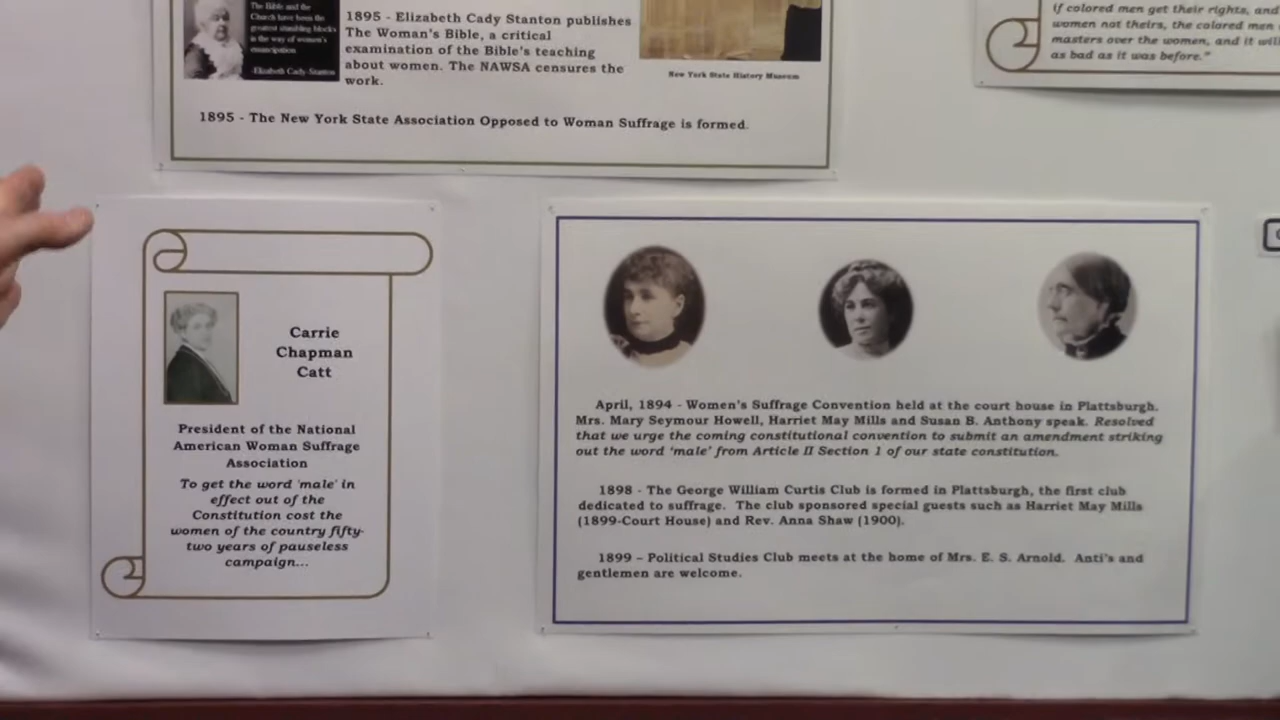 The Bible and the
Church have been the
greatest stumbling blocks
in the way of women's
emancipation
-Elizabeth Cady Stanton
1895 - Elizabeth Cady Stanton publishes
The Woman's Bible, a critical
examination of the Bible's teaching
about women. The NAWSA censures the
work.
New York State History Museum
1895 - The New York State Association Opposed to Woman Suffrage is formed.
if colored men get their rights, and
women not theirs, the colored men
masters over the women, and it will
as bad as it was before."
Carrie
Chapman
Catt
President of the National
American Woman Suffrage
Association
To get the word 'male' in
effect out of the
Constitution cost the
women of the country fifty-
two years of pauseless
campaign...
April, 1894 - Women's Suffrage Convention held at the court house in Plattsburgh.
Mrs. Mary Seymour Howell, Harriet May Mills and Susan B. Anthony speak. Resolved
that we urge the coming constitutional convention to submit an amendment striking
out the word 'male' from Article II Section 1 of our state constitution.
1898 - The George William Curtis Club is formed in Plattsburgh, the first club
dedicated to suffrage. The club sponsored special guests such as Harriet May Mills
(1899-Court House) and Rev. Anna Shaw (1900).
1899 – Political Studies Club meets at the home of Mrs. E. S. Arnold. Anti's and
gentlemen are welcome.